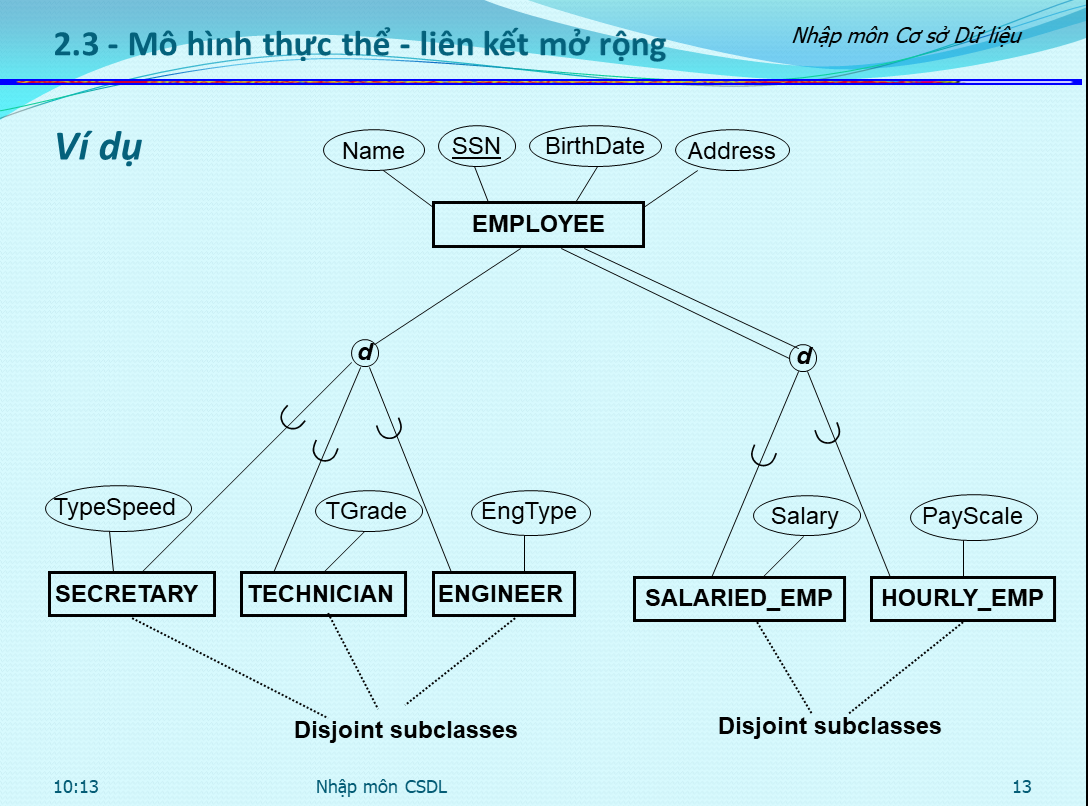 2.3 - Mô hình thực thể - liên kết mở rộng
Nhập môn Cơ sở Dữ liệu
Ví dụ
Name
SSN
BirthDate
Address
EMPLOYEE
d
d
TypeSpeed
TGrade
EngType
Salary
PayScale
SECRETARY
TECHNICIAN
ENGINEER
SALARIED_EMP
HOURLY_EMP
Disjoint subclasses
Disjoint subclasses
10:13
Nhập môn CSDL
13